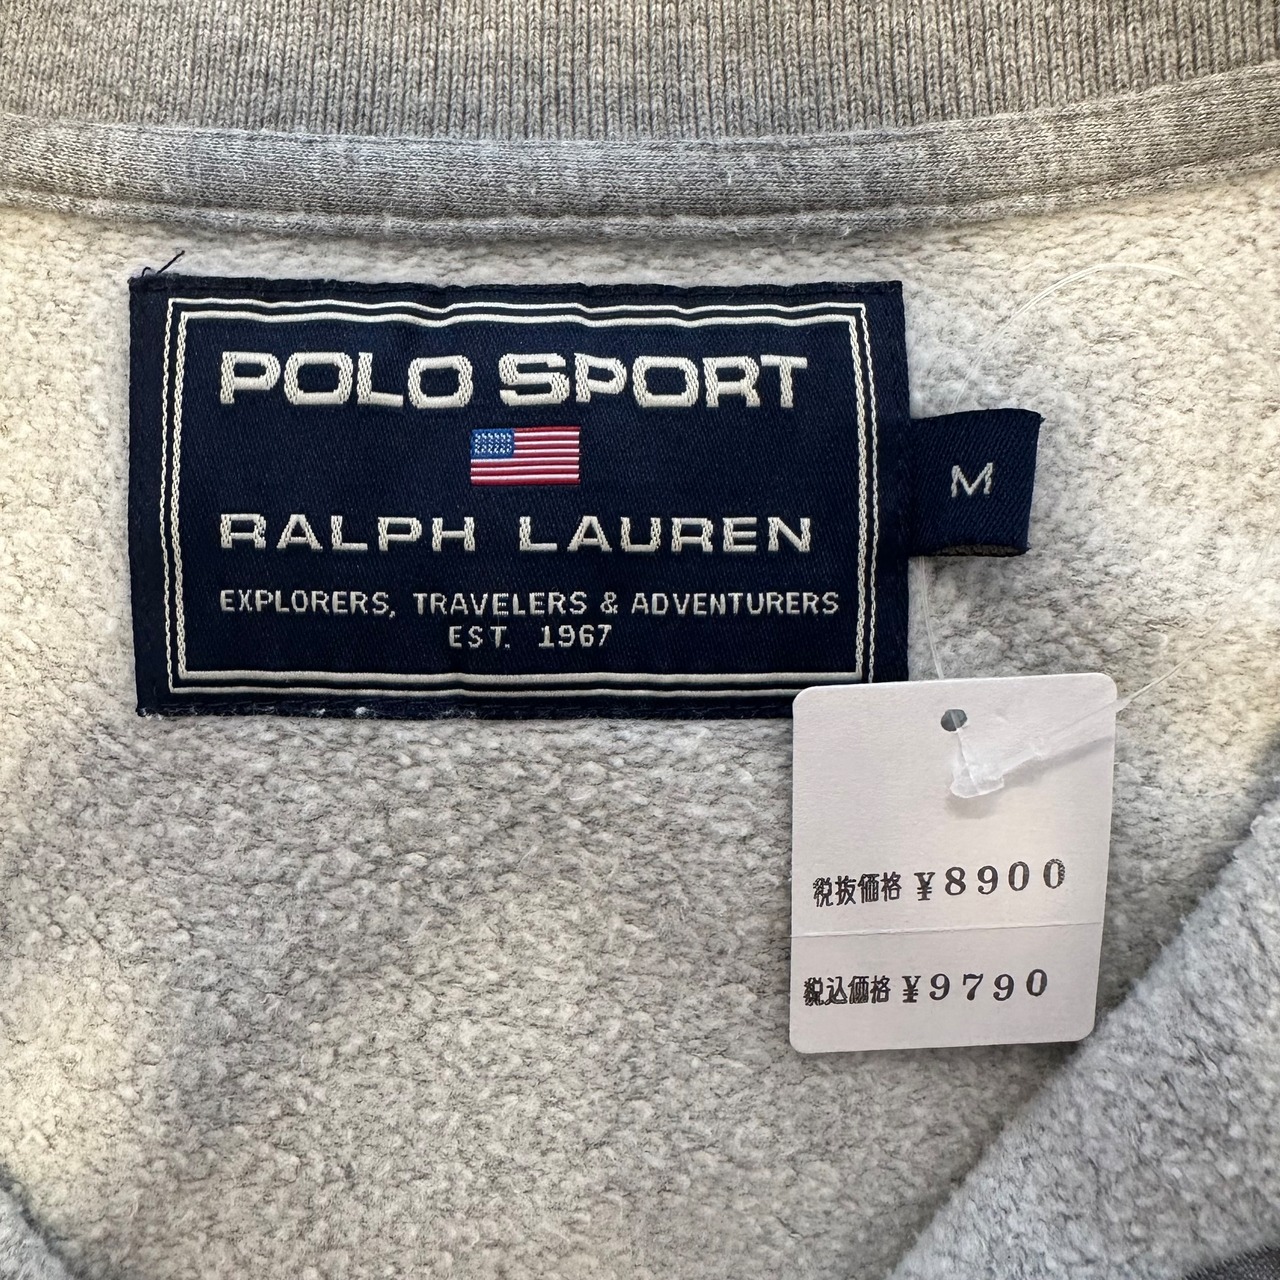 POLO SPORT
RALPH LAUREN
EXPLORERS, TRAVELERS & ADVENTURERS
EST. 1967
M
税抜価格 ¥8900
税込価格 ¥9790